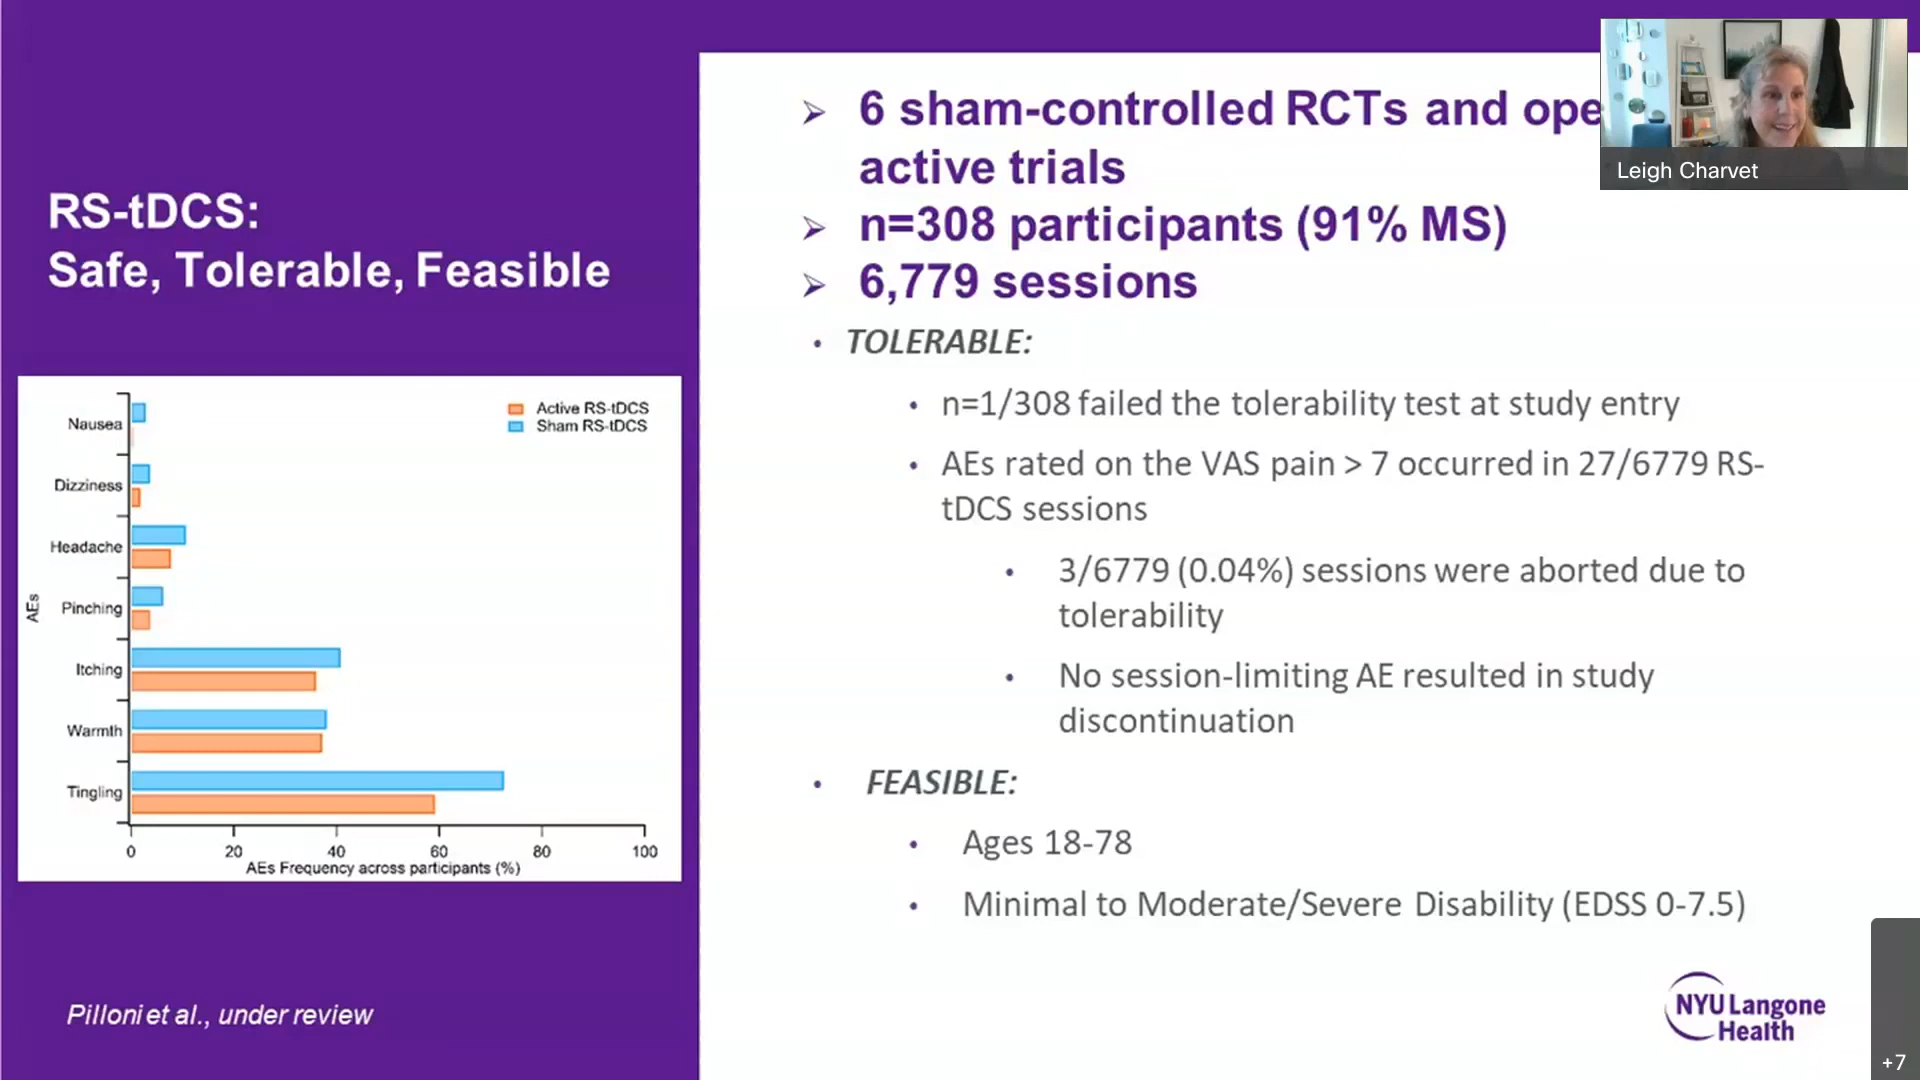 RS-tDCS:
Safe, Tolerable, Feasible
Active RS-tDCS
Sham RS-tDCS
Nausea
Dizziness
Headache
Pinching
Itching
Warmth
Tingling
AEs
0 20 40 60 80 100
AEs Frequency across participants (%)
Pilloni et al., under review
➢ 6 sham-controlled RCTs and ope
active trials
➢ n=308 participants (91% MS)
➢ 6,779 sessions
• TOLERABLE:
• n=1/308 failed the tolerability test at study entry
• AEs rated on the VAS pain > 7 occurred in 27/6779 RS-
tDCS sessions
• 3/6779 (0.04%) sessions were aborted due to
tolerability
• No session-limiting AE resulted in study
discontinuation
• FEASIBLE:
• Ages 18-78
• Minimal to Moderate/Severe Disability (EDSS 0-7.5)
NYU Langone
Health
Leigh Charvet
+7